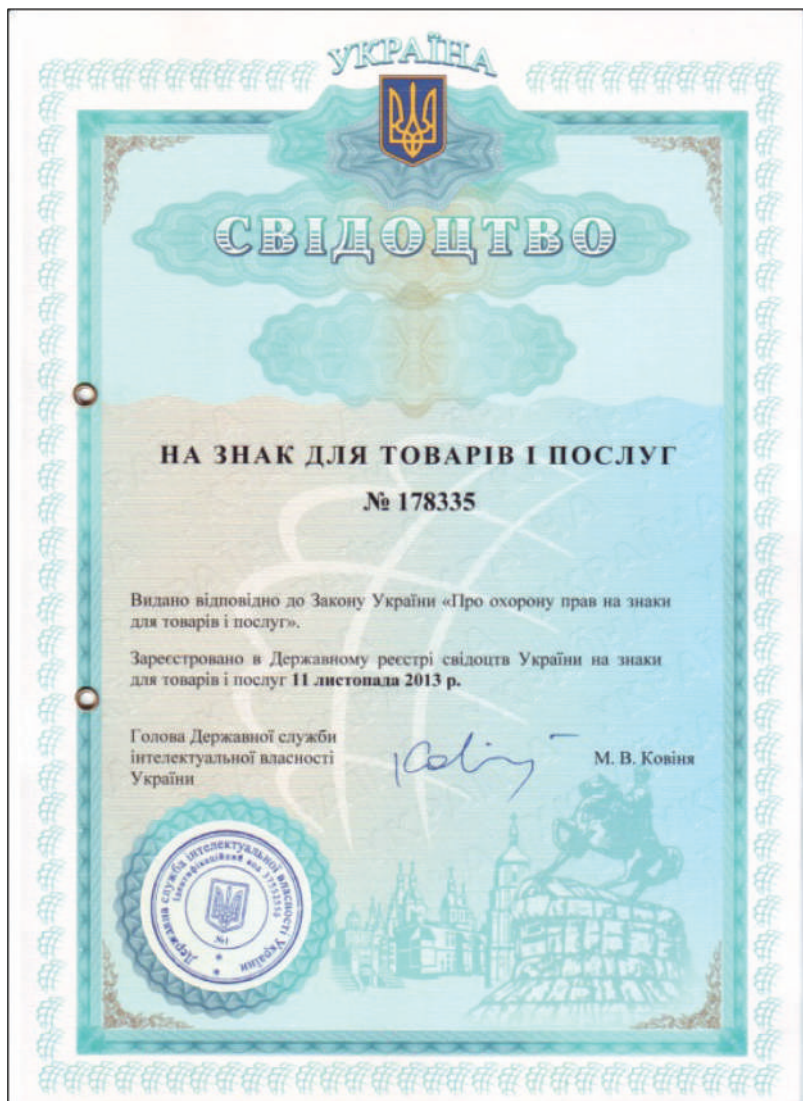 УКРАЇНА
СВІДОЦТВО
НА ЗНАК ДЛЯ ТОВАРІВ І ПОСЛУГ
№ 178335
Видано відповідно до Закону України «Про охорону прав на знаки
для товарів і послуг».
Зареєстровано в Державному реєстрі свідоцтв України на знаки
для товарів і послуг 11 листопада 2013 р.
Голова Державної служби
інтелектуальної власності
України
М. В. Ковіня
Державна служба інтелектуальної власності України
Ідентифікаційний код
№1